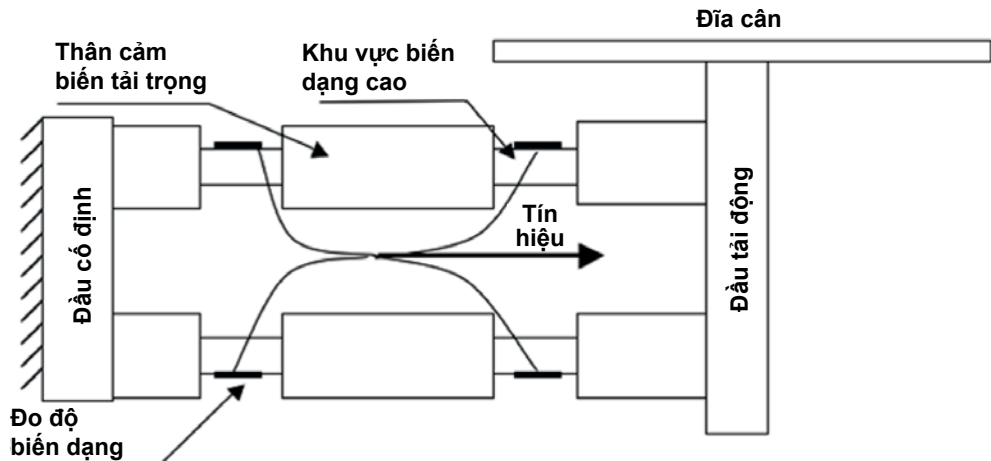 Đĩa cân
Thân cảm
biến tải trọng
Khu vực biến
dạng cao
Đầu cố định
Tín
hiệu
Đầu tải động
Đo độ
biến dạng